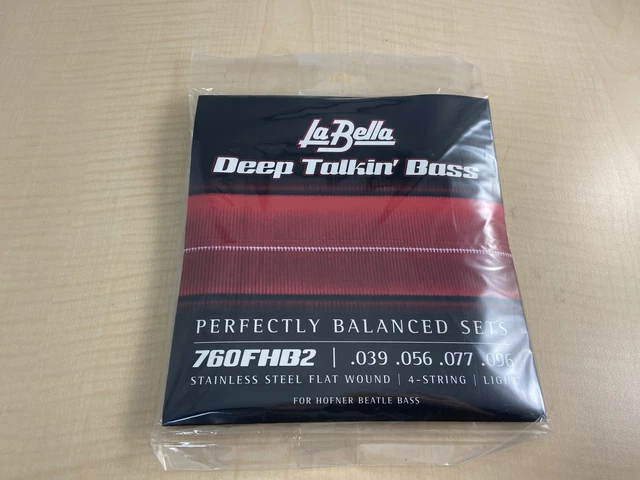 La Bella
Deep Talkin' Bass
PERFECTLY BALANCED SETS
760FHB2 | .039 .056 .077 .096
STAINLESS STEEL FLAT WOUND | 4-STRING | LIGHT
FOR HOFNER BEATLE BASS